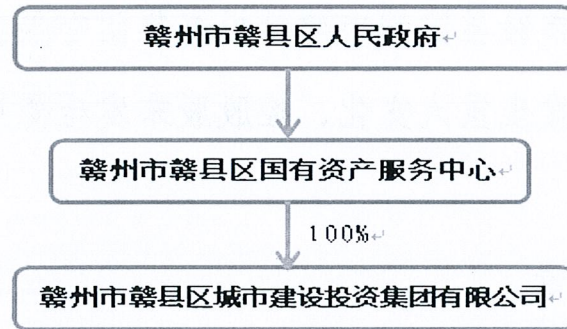 赣州市赣县区人民政府
赣州市赣县区国有资产服务中心
100%
赣州市赣县区城市建设投资集团有限公司